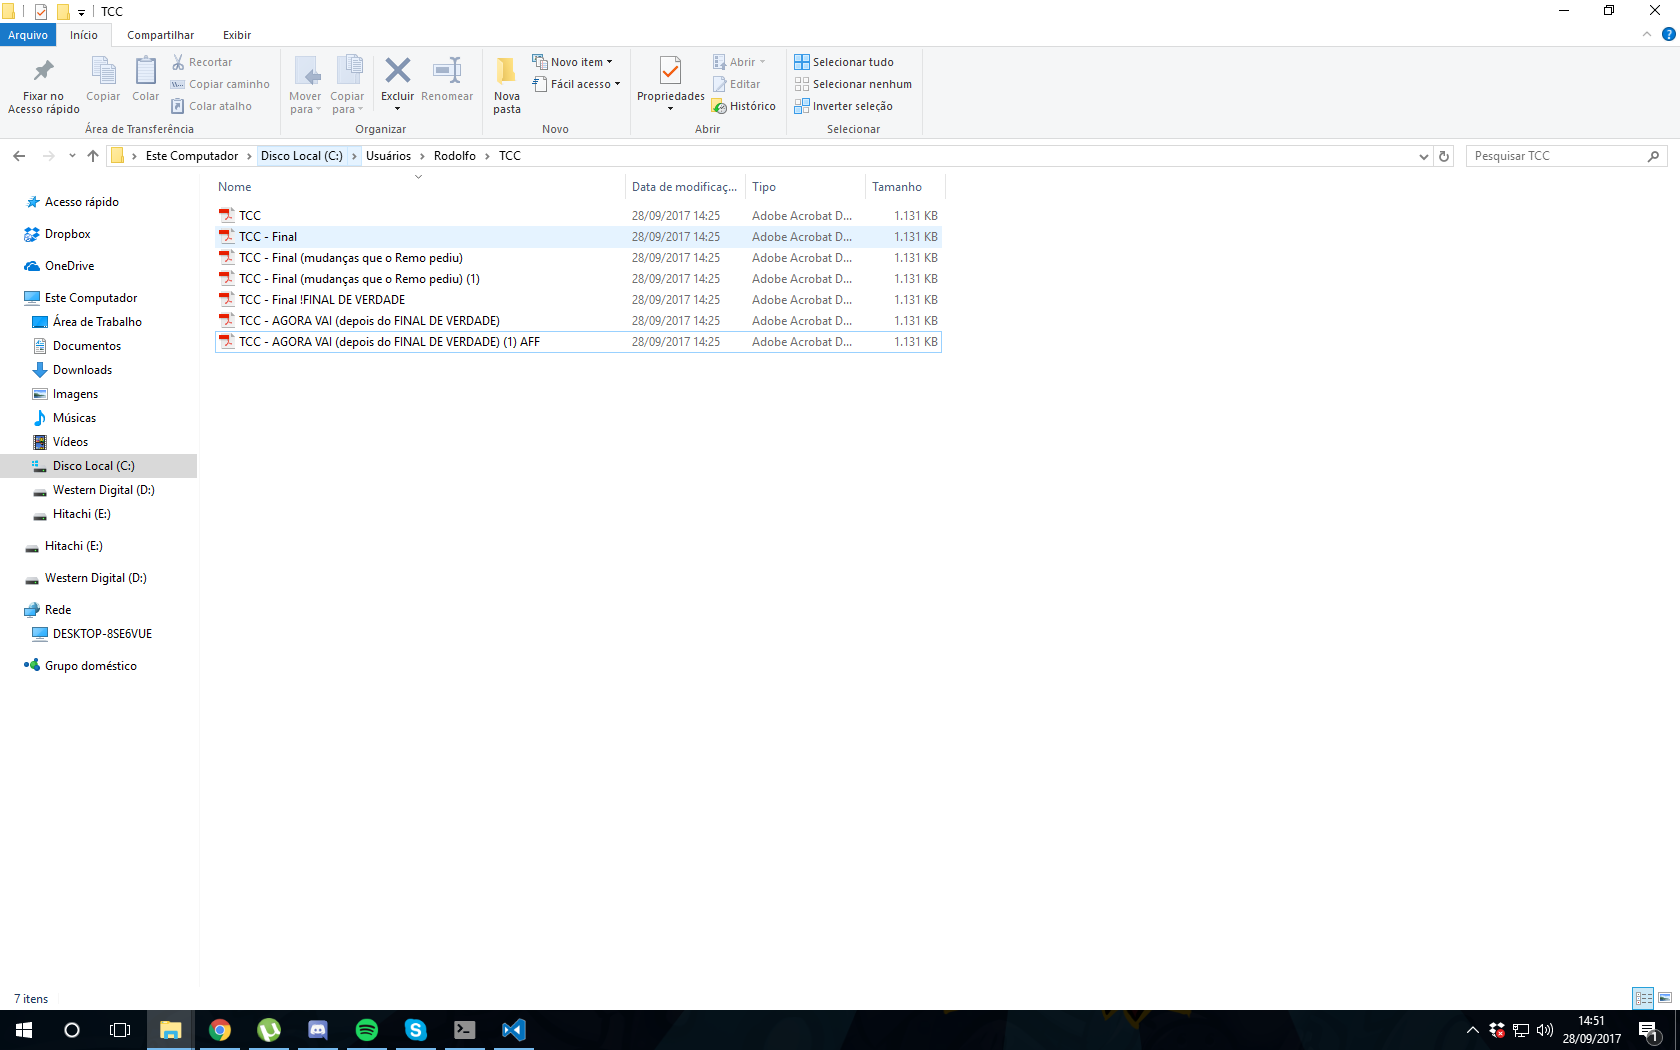 TCC
Arquivo Início Compartilhar Exibir
Fixar no Acesso rápido
Copiar
Colar
Recortar
Copiar caminho
Colar atalho
Área de Transferência
Mover para
Copiar para
Excluir
Renomear
Organizar
Nova pasta
Novo item
Fácil acesso
Novo
Propriedades
Abrir
Editar
Histórico
Abrir
Selecionar tudo
Selecionar nenhum
Inverter seleção
Selecionar
Este Computador Disco Local (C:) Usuários Rodolfo TCC
Pesquisar TCC
Nome Data de modificaç... Tipo Tamanho
TCC 28/09/2017 14:25 Adobe Acrobat D... 1.131 KB
TCC - Final 28/09/2017 14:25 Adobe Acrobat D... 1.131 KB
TCC - Final (mudanças que o Remo pediu) 28/09/2017 14:25 Adobe Acrobat D... 1.131 KB
TCC - Final (mudanças que o Remo pediu) (1) 28/09/2017 14:25 Adobe Acrobat D... 1.131 KB
TCC - Final !FINAL DE VERDADE 28/09/2017 14:25 Adobe Acrobat D... 1.131 KB
TCC - AGORA VAI (depois do FINAL DE VERDADE) 28/09/2017 14:25 Adobe Acrobat D... 1.131 KB
TCC - AGORA VAI (depois do FINAL DE VERDADE) (1) AFF 28/09/2017 14:25 Adobe Acrobat D... 1.131 KB
Acesso rápido
Dropbox
OneDrive
Este Computador
Área de Trabalho
Documentos
Downloads
Imagens
Músicas
Vídeos
Disco Local (C:)
Western Digital (D:)
Hitachi (E:)
Hitachi (E:)
Western Digital (D:)
Rede
DESKTOP-8SE6VUE
Grupo doméstico
7 itens
14:51
28/09/2017
1